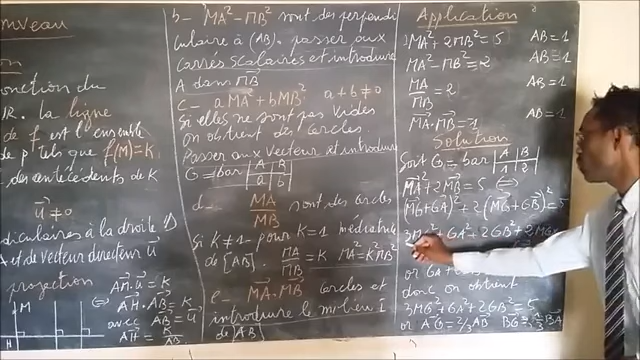 niveau
on
onction du
R. la ligne
de f est l'ensemble
de p tels que f(M)=K
des antécédents de K
u⃗ ≠ 0
diculaires à la droite D
A et de vecteur directeur u⃗
projection
AM⃗.u⃗ = K
⇔ AH⃗.AB⃗ = K
avec AB⃗ = u⃗
AH⃗ = K/AB
M
H
b- MA² - MB² sont des perpendi
culaire à (AB). passer aux
carrés scalaires et introduire
A dans MB⃗
c- aMA² + bMB² a+b≠0
Si elles ne sont pas vides
on obtient des cercles.
Passer aux vecteur et introduire
G = bar | A | B
| a | b
d- MA/MB sont des cercles
Si K≠1 pour K=1 médiatrice
de [AB]. MA/MB = K MA² = K²MB²
e- MA⃗.MB⃗ cercles et
introduire le milieu I
de [AB]
Application
MA² + 2MB² = 5 AB = 1
MA² - MB² = 2 AB = 1
MA/MB = 2 AB = 1
MA⃗.MB⃗ = 1 AB = 1
Solution
Soit G = bar | A | B
| 1 | 2
MA² + 2MB² = 5 ⇔
(MG⃗+GA⃗)² + 2(MG⃗+GB⃗)² = 5
3MG² + GA² + 2GB² + 2MG
or GA
donc on obtient
3MG² + GA² + 2GB² = 5
or AG⃗ = 2/3 AB⃗ BG⃗ = 1/3 BA⃗